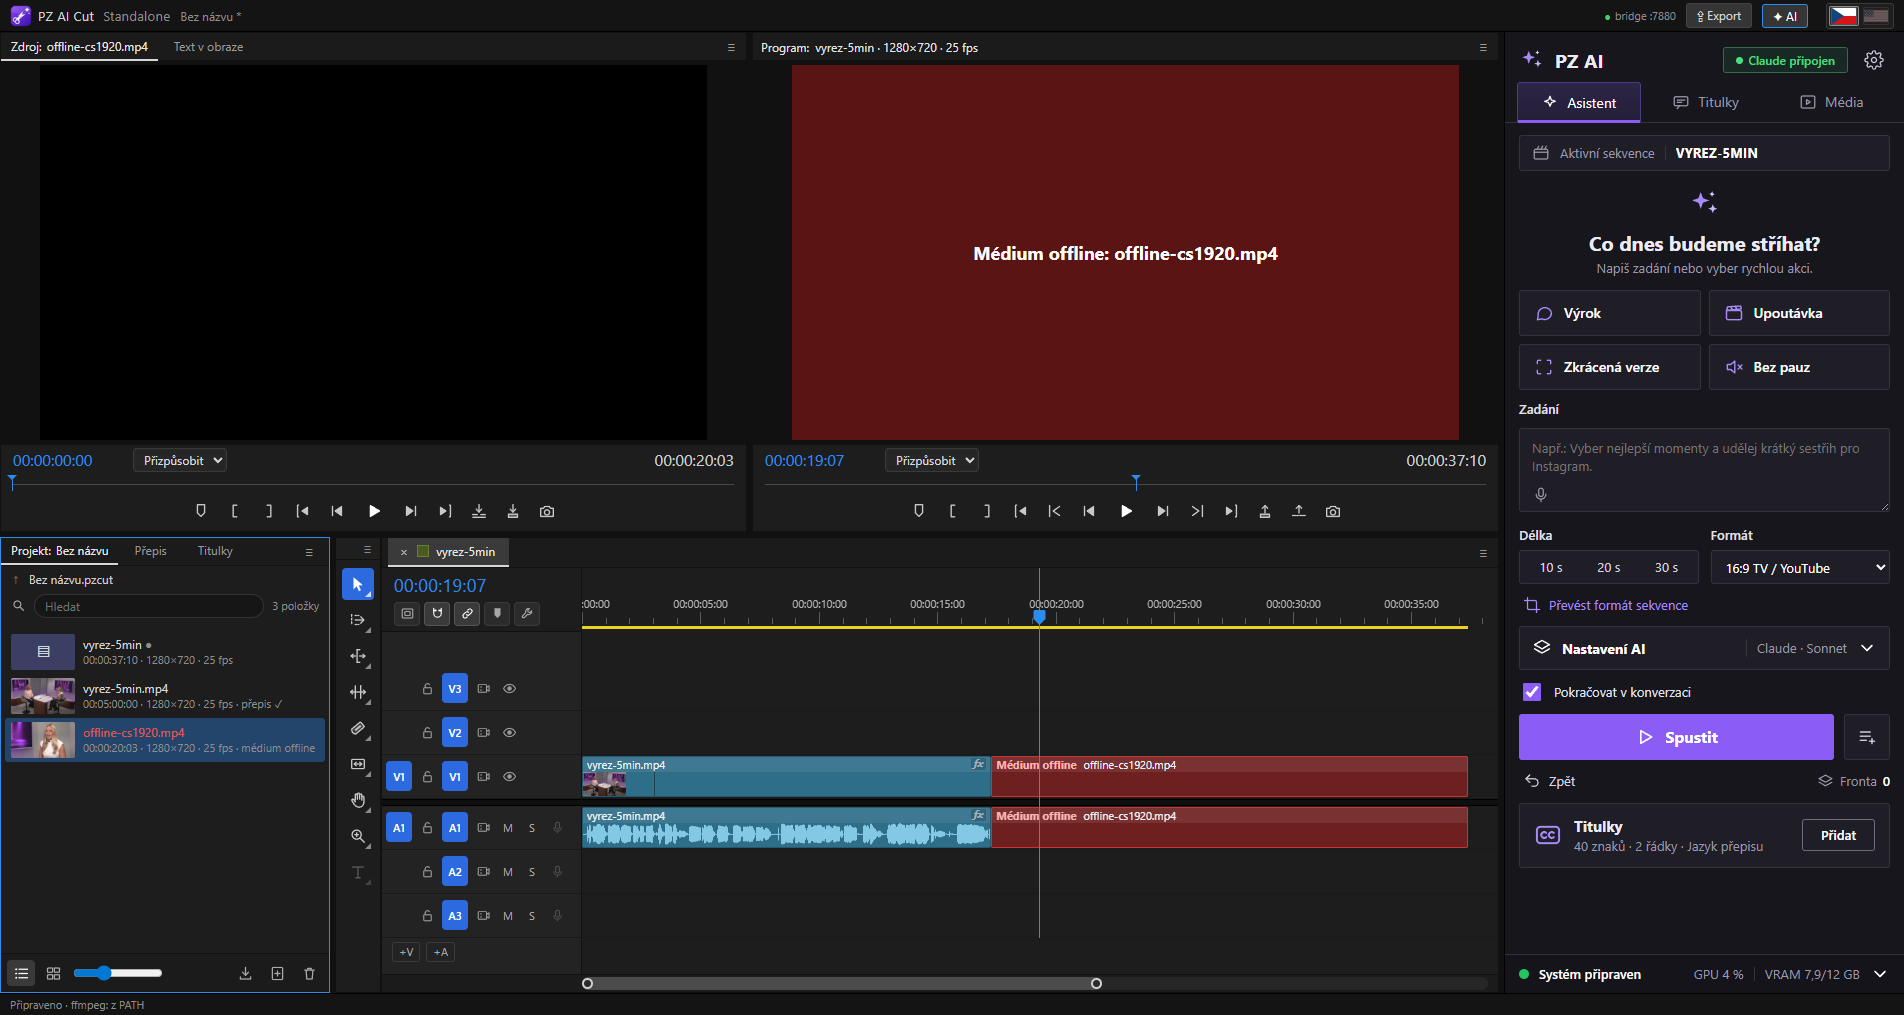 PZ AI Cut Standalone Bez názvu *
bridge :7880 Export AI
Zdroj: offline-cs1920.mp4 Text v obraze
Program: vyrez-5min · 1280×720 · 25 fps
Médium offline: offline-cs1920.mp4
00:00:00:00 Přizpůsobit 00:00:20:03
00:00:19:07 Přizpůsobit 00:00:37:10
Projekt: Bez názvu Přepis Titulky
Bez názvu.pzcut
Hledat 3 položky
vyrez-5min
00:00:37:10 · 1280×720 · 25 fps
vyrez-5min.mp4
00:05:00:00 · 1280×720 · 25 fps · přepis ✓
offline-cs1920.mp4
00:00:20:03 · 1280×720 · 25 fps · médium offline
× vyrez-5min
00:00:19:07
:00:00 00:00:05:00 00:00:10:00 00:00:15:00 00:00:20:00 00:00:25:00 00:00:30:00 00:00:35:00
V3
V2
V1 V1
vyrez-5min.mp4 fx Médium offline offline-cs1920.mp4
A1 A1 M S
vyrez-5min.mp4 fx Médium offline offline-cs1920.mp4
A2 M S
A3 M S
+V +A
PZ AI Claude připojen
Asistent Titulky Média
Aktivní sekvence VYREZ-5MIN
Co dnes budeme stříhat?
Napiš zadání nebo vyber rychlou akci.
Výrok Upoutávka
Zkrácená verze Bez pauz
Zadání
Např.: Vyber nejlepší momenty a udělej krátký sestřih pro
Instagram.
Délka Formát
10 s 20 s 30 s 16:9 TV / YouTube
Převést formát sekvence
Nastavení AI Claude · Sonnet
Pokračovat v konverzaci
Spustit
Zpět Fronta 0
CC Titulky
40 znaků · 2 řádky · Jazyk přepisu
Přidat
Systém připraven GPU 4 % VRAM 7,9/12 GB
Připraveno · ffmpeg: z PATH